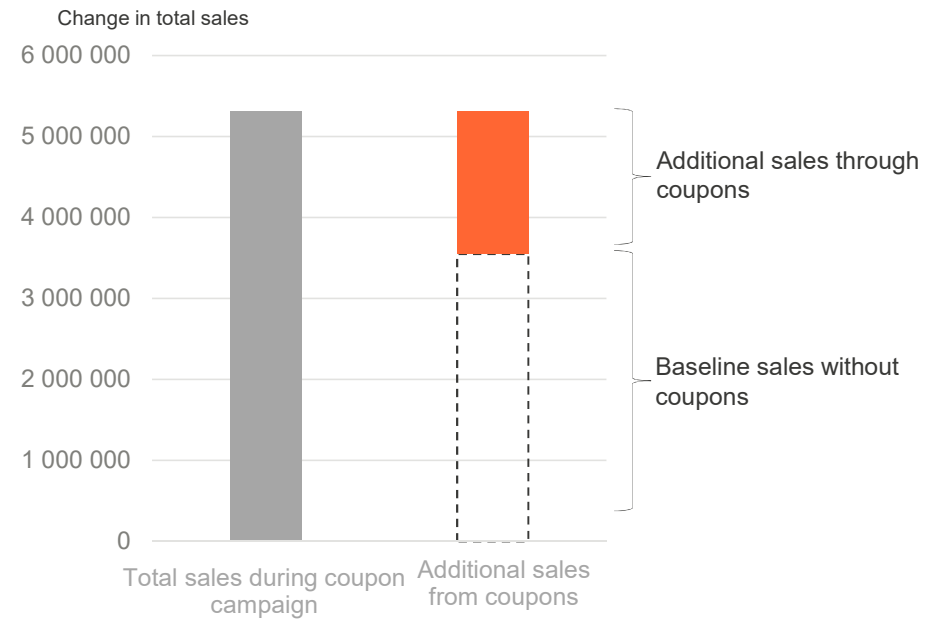 Change in total sales
6 000 000
5 000 000
4 000 000
3 000 000
2 000 000
1 000 000
0
Additional sales through
coupons
Baseline sales without
coupons
Total sales during coupon
campaign
Additional sales
from coupons